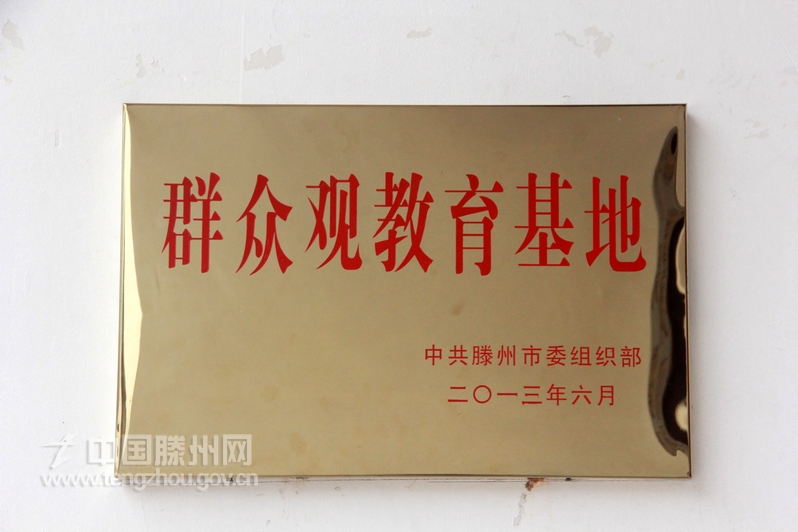 群众观教育基地
中共滕州市委组织部
二〇一三年六月
中国滕州网
www.tengzhou.gov.cn